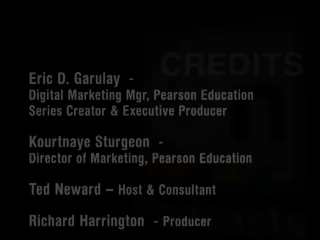 CREDITS
Eric D. Garulay -
Digital Marketing Mgr, Pearson Education
Series Creator & Executive Producer
Kourtnaye Sturgeon -
Director of Marketing, Pearson Education
Ted Neward – Host & Consultant
Richard Harrington - Producer